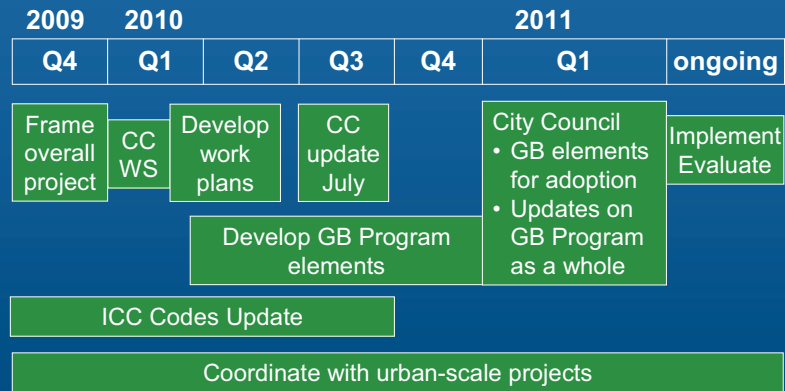 2009 2010 2011
Q4 Q1 Q2 Q3 Q4 Q1 ongoing
Frame
overall
project
CC
WS
Develop
work
plans
CC
update
July
City Council
• GB elements
for adoption
• Updates on
GB Program
as a whole
Implement
Evaluate
Develop GB Program
elements
ICC Codes Update
Coordinate with urban-scale projects